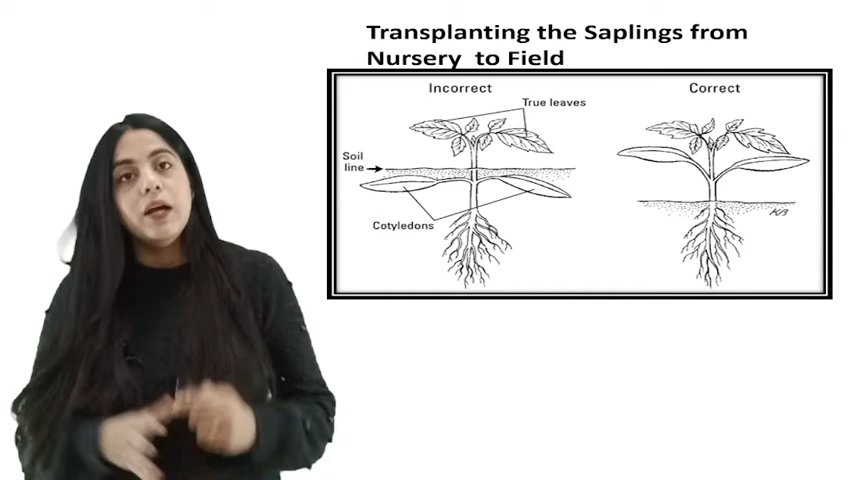 Transplanting the Saplings from
Nursery to Field
Incorrect
Correct
True leaves
Soil
line
Cotyledons
KB